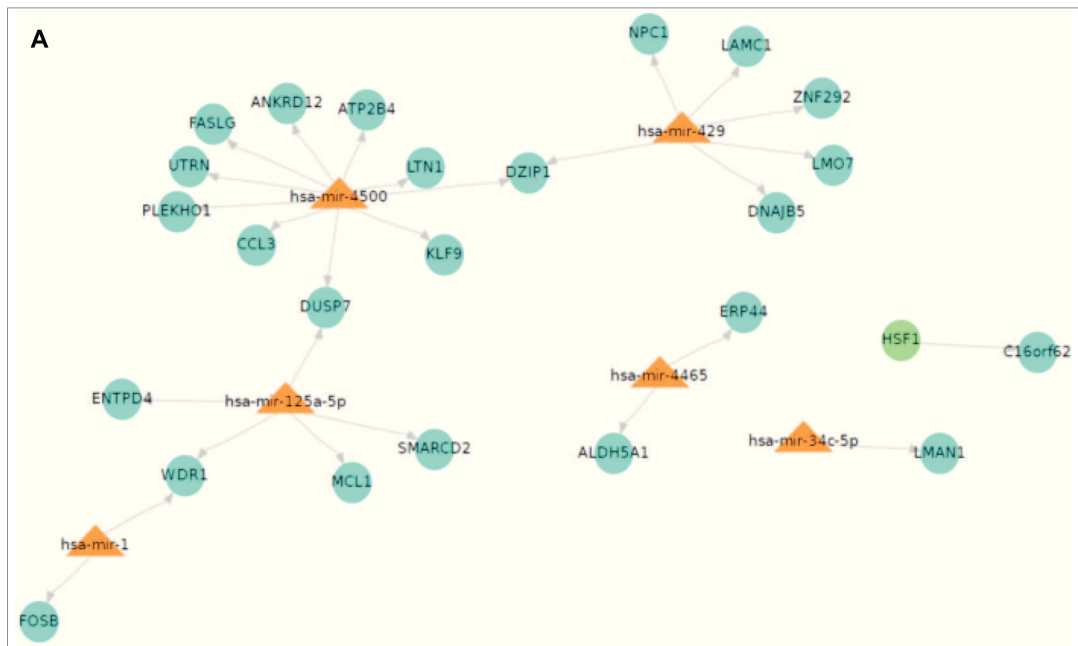 A
NPC1
LAMC1
ANKRD12
ATP2B4
ZNF292
FASLG
hsa-mir-429
UTRN
LTN1
DZIP1
LMO7
hsa-mir-4500
PLEKHO1
DNAJB5
CCL3
KLF9
DUSP7
ERP44
HSF1
C16orf62
hsa-mir-4465
ENTPD4
hsa-mir-125a-5p
hsa-mir-34c-5p
SMARCD2
ALDH5A1
LMAN1
WDR1
MCL1
hsa-mir-1
FOSB